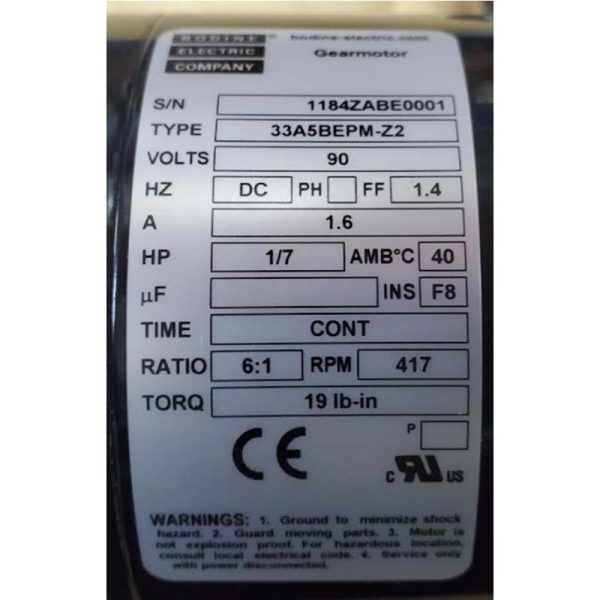 BODINE ELECTRIC COMPANY
bodine-electric.com
Gearmotor
S/N 1184ZABE0001
TYPE 33A5BEPM-Z2
VOLTS 90
HZ DC PH FF 1.4
A 1.6
HP 1/7 AMB°C 40
µF INS F8
TIME CONT
RATIO 6:1 RPM 417
TORQ 19 lb-in
P
CE c RU US
WARNINGS: 1. Ground to minimize shock
hazard. 2. Guard moving parts. 3. Motor is
not explosion proof. For hazardous location,
consult local electrical code. 4. Service only
with power disconnected.